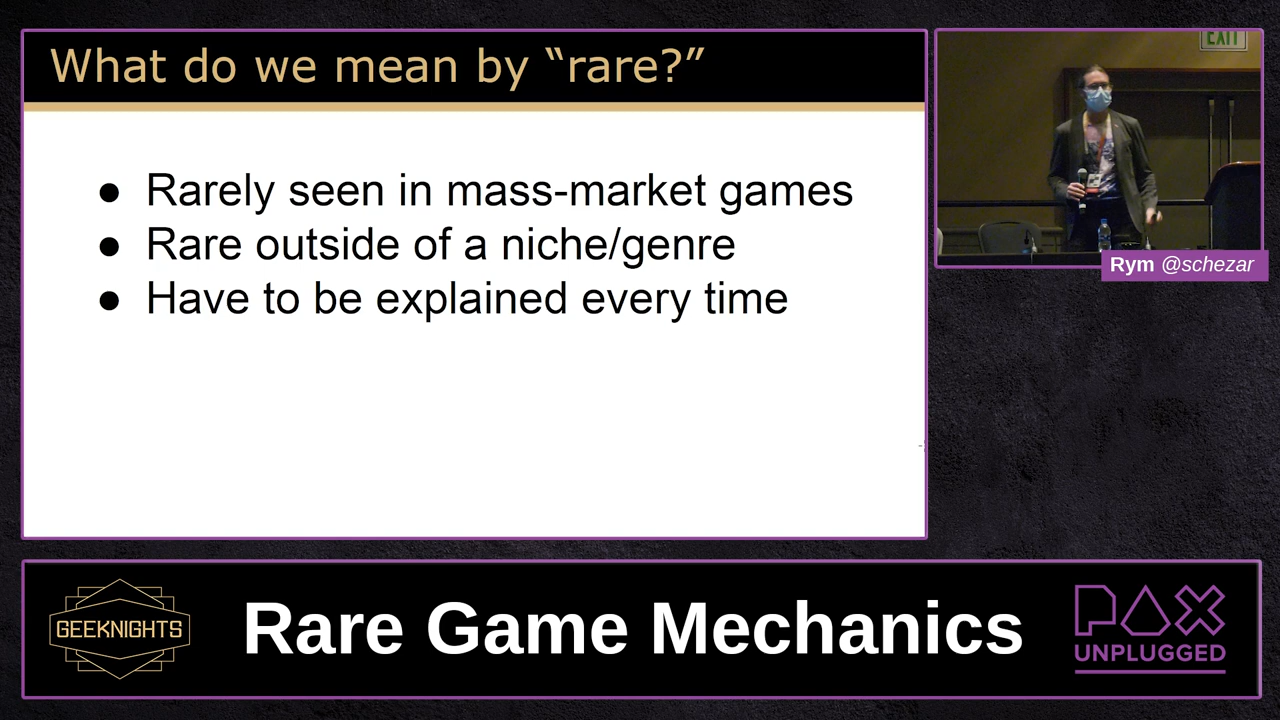 What do we mean by “rare?”
● Rarely seen in mass-market games
● Rare outside of a niche/genre
● Have to be explained every time
EXIT
Rym @schezar
GEEKNIGHTS
Rare Game Mechanics
PAX
UNPLUGGED